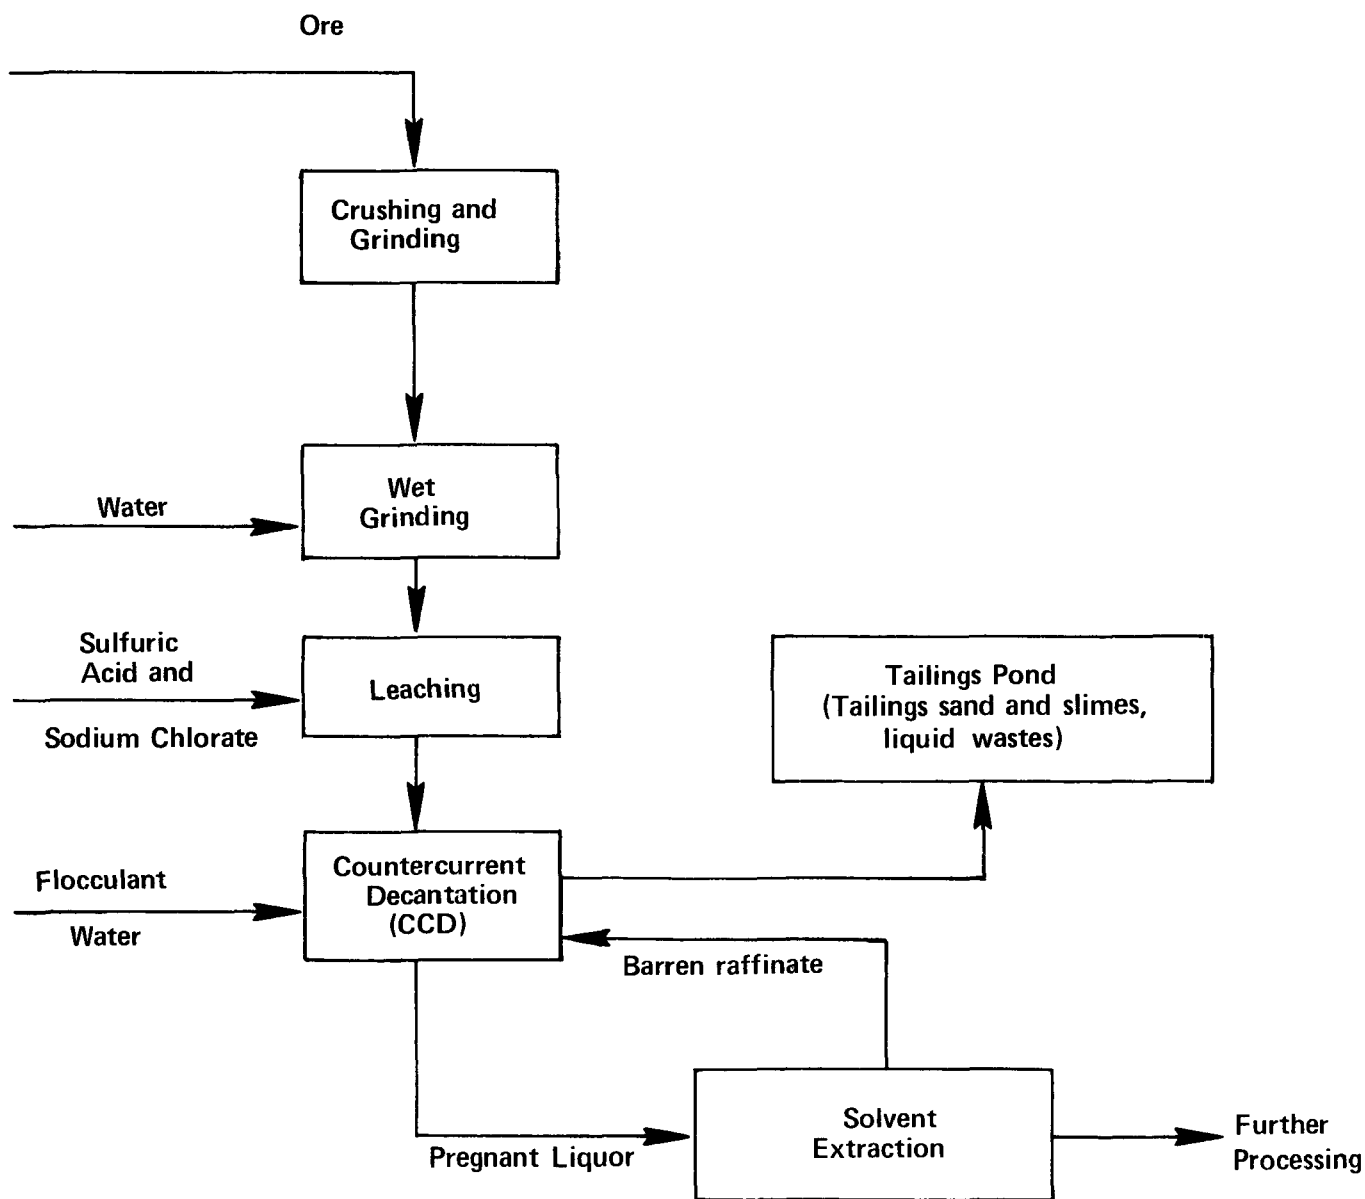 Ore
Crushing and
Grinding
Wet
Grinding
Water
Sulfuric
Acid and
Sodium Chlorate
Leaching
Tailings Pond
(Tailings sand and slimes,
liquid wastes)
Countercurrent
Decantation
(CCD)
Flocculant
Water
Barren raffinate
Pregnant Liquor
Solvent
Extraction
Further
Processing